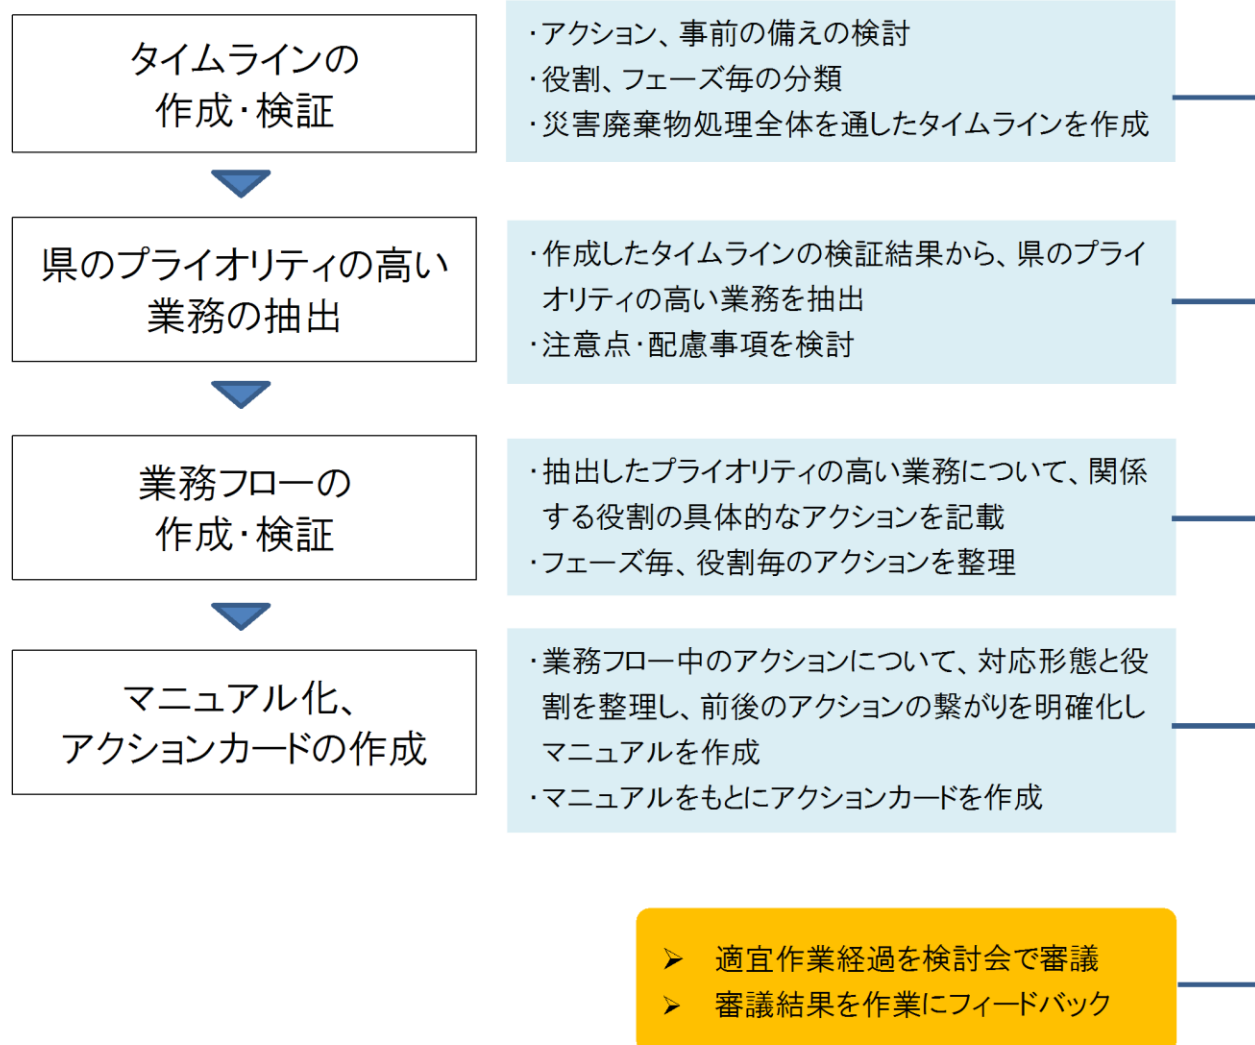 タイムラインの
作成・検証
・アクション、事前の備えの検討
・役割、フェーズ毎の分類
・災害廃棄物処理全体を通したタイムラインを作成
県のプライオリティの高い
業務の抽出
・作成したタイムラインの検証結果から、県のプライ
オリティの高い業務を抽出
・注意点・配慮事項を検討
業務フローの
作成・検証
・抽出したプライオリティの高い業務について、関係
する役割の具体的なアクションを記載
・フェーズ毎、役割毎のアクションを整理
マニュアル化、
アクションカードの作成
・業務フロー中のアクションについて、対応形態と役
割を整理し、前後のアクションの繋がりを明確化し
マニュアルを作成
・マニュアルをもとにアクションカードを作成
➢ 適宜作業経過を検討会で審議
➢ 審議結果を作業にフィードバック